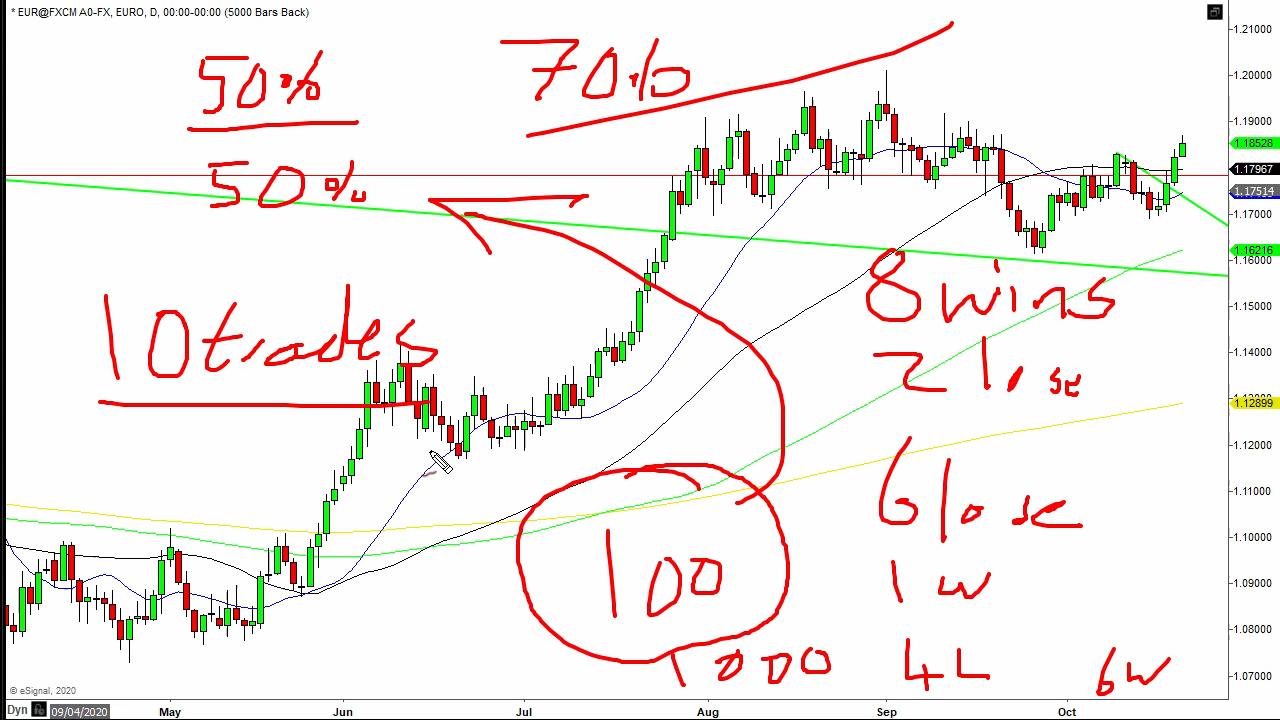 * EUR@FXCM A0-FX, EURO, D, 00:00-00:00 (5000 Bars Back)
50%
70%
50%
10 trades
8 wins
2 lose
6 lose
100
1 w
1000
4L
6w
1.21000
1.20000
1.19000
1.18528
1.17967
1.17514
1.17000
1.16216
1.16000
1.15000
1.14000
1.12899
1.12000
1.11000
1.10000
1.09000
1.08000
1.07000
© eSignal, 2020
Dyn
09/04/2020
May
Jun
Jul
Aug
Sep
Oct